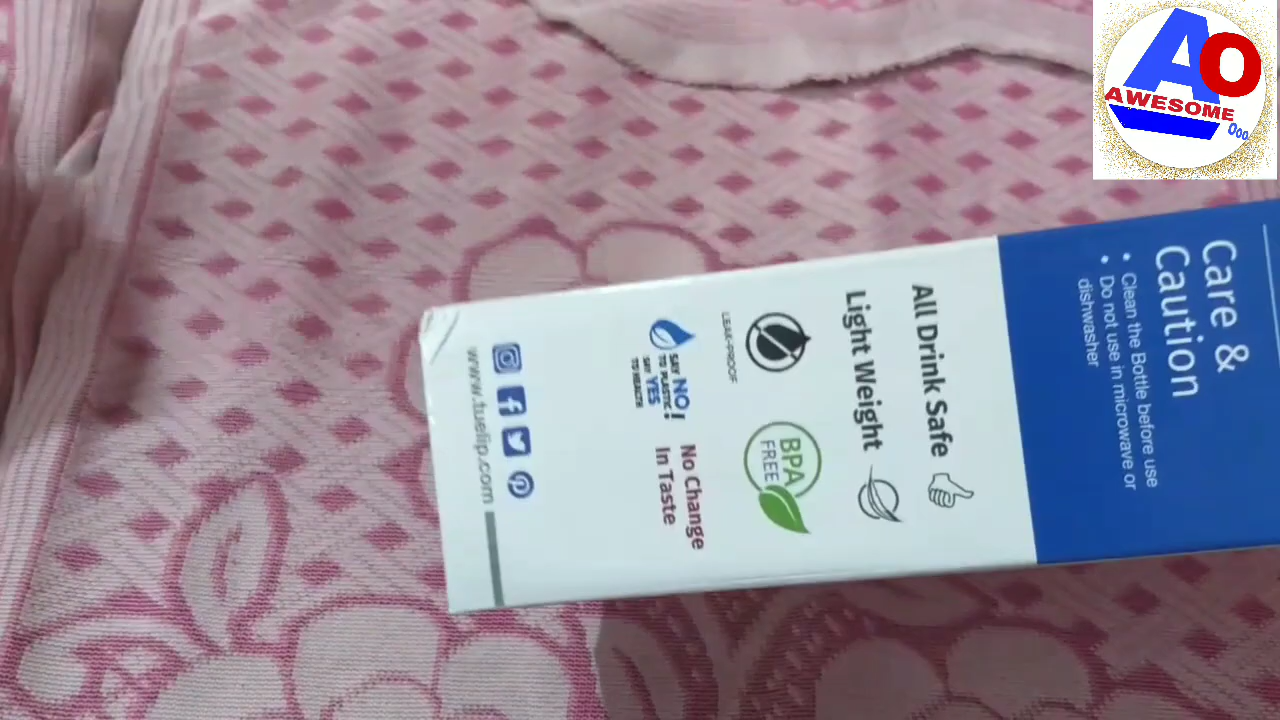 Care &
Caution
• Clean the Bottle before use
• Do not use in microwave or
dishwasher
All Drink Safe
Light Weight
LEAK-PROOF
BPA
FREE
SAY NO!
TO PLASTIC &
SAY YES
TO HEALTH
No Change
In Taste
www.tuelip.com
AO
AWESOME
Ooo